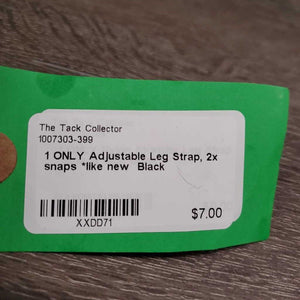 The Tack Collector
1007303-399
1 ONLY Adjustable Leg Strap, 2x
snaps *like new Black
XXDD71
$7.00